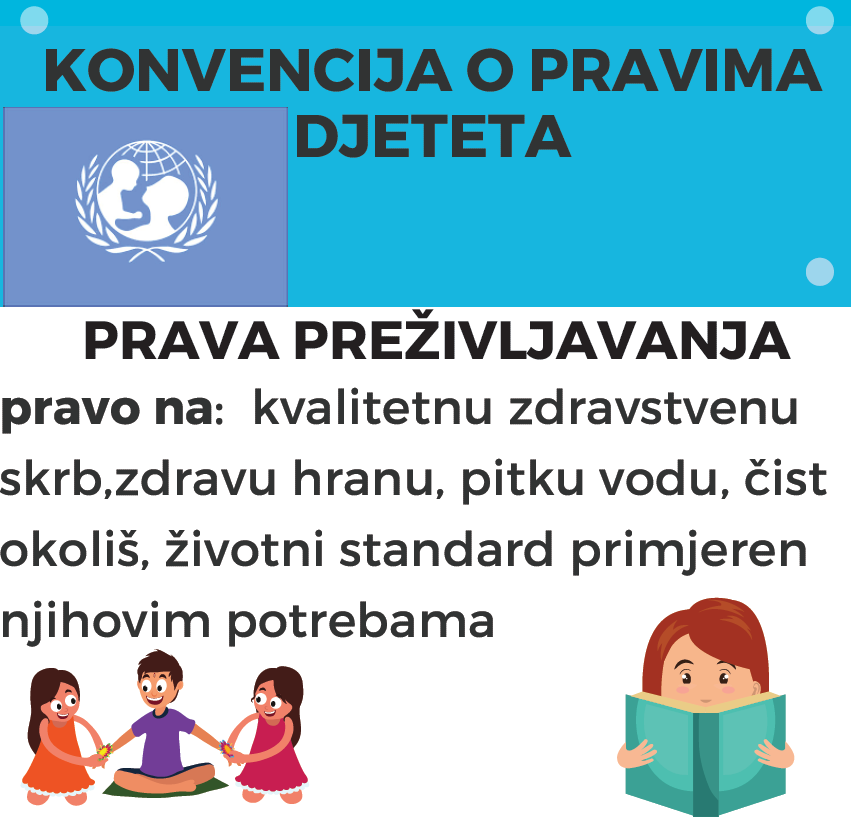 KONVENCIJA O PRAVIMA
DJETETA
PRAVA PREŽIVLJAVANJA
pravo na:  kvalitetnu zdravstvenu
skrb,zdravu hranu, pitku vodu, čist
okoliš, životni standard primjeren
njihovim potrebama